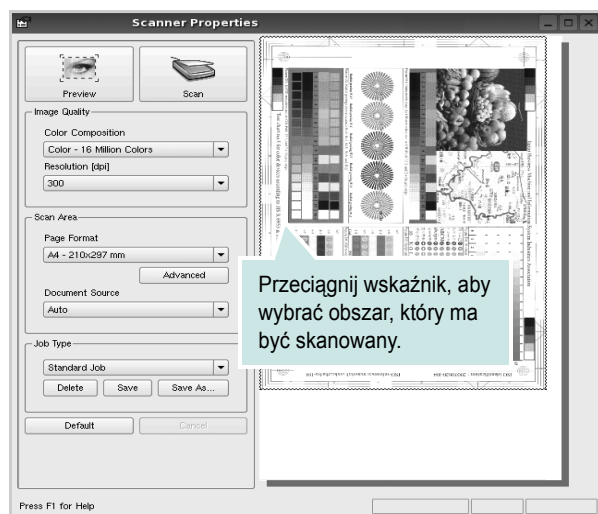 Scanner Properties
Preview
Scan
Image Quality
Color Composition
Color - 16 Million Colors
Resolution [dpi]
300
Scan Area
Page Format
A4 - 210x297 mm
Advanced
Document Source
Auto
Job Type
Standard Job
Delete
Save
Save As...
Default
Cancel
Przeciągnij wskaźnik, aby
wybrać obszar, który ma
być skanowany.
Press F1 for Help